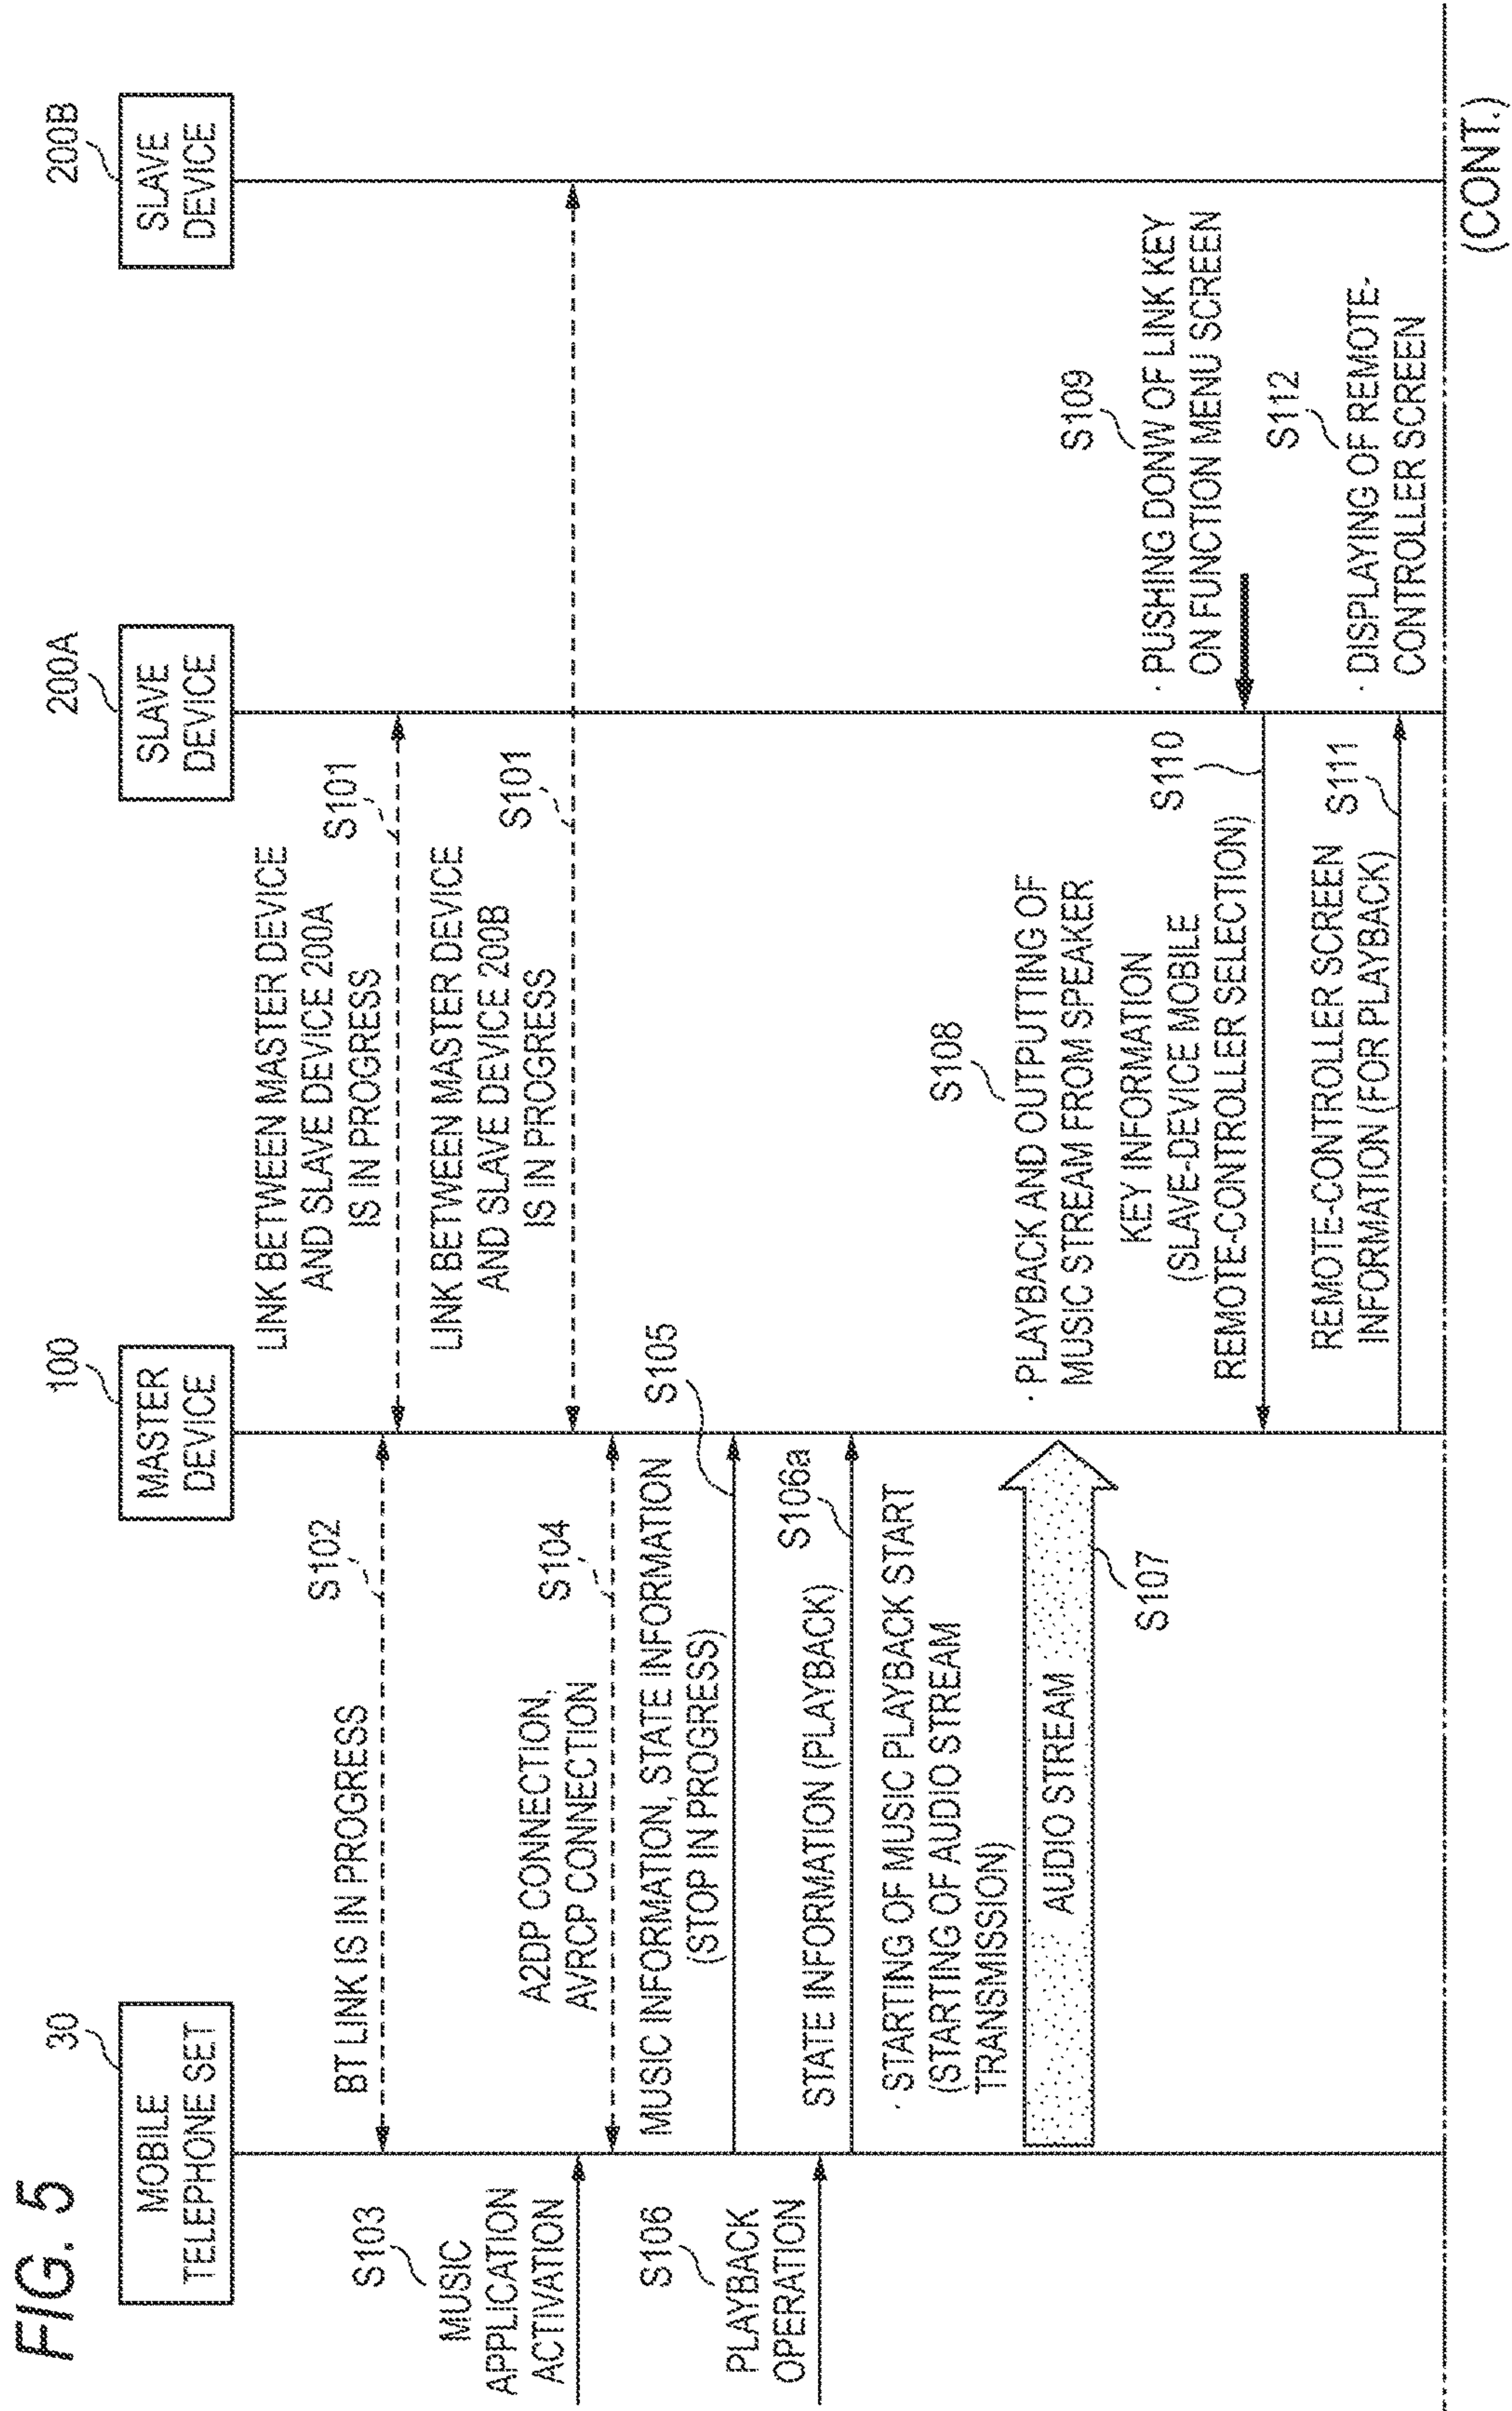 FIG. 5
30
MOBILE
TELEPHONE SET
100
MASTER
DEVICE
200A
SLAVE
DEVICE
200B
SLAVE
DEVICE
LINK BETWEEN MASTER DEVICE
AND SLAVE DEVICE 200A
IS IN PROGRESS
S101
BT LINK IS IN PROGRESS
S102
LINK BETWEEN MASTER DEVICE
AND SLAVE DEVICE 200B
IS IN PROGRESS
S101
S103
MUSIC
APPLICATION
ACTIVATION
A2DP CONNECTION,
AVRCP CONNECTION
S104
MUSIC INFORMATION, STATE INFORMATION
(STOP IN PROGRESS)
S105
S106
PLAYBACK
OPERATION
STATE INFORMATION (PLAYBACK)
S106a
· STARTING OF MUSIC PLAYBACK START
(STARTING OF AUDIO STREAM
TRANSMISSION)
AUDIO STREAM
S107
S108
· PLAYBACK AND OUTPUTTING OF
MUSIC STREAM FROM SPEAKER
S109
· PUSHING DONW OF LINK KEY
ON FUNCTION MENU SCREEN
KEY INFORMATION
(SLAVE-DEVICE MOBILE
REMOTE-CONTROLLER SELECTION)
S110
REMOTE-CONTROLLER SCREEN
INFORMATION (FOR PLAYBACK)
S111
S112
· DISPLAYING OF REMOTE-
CONTROLLER SCREEN
(CONT.)